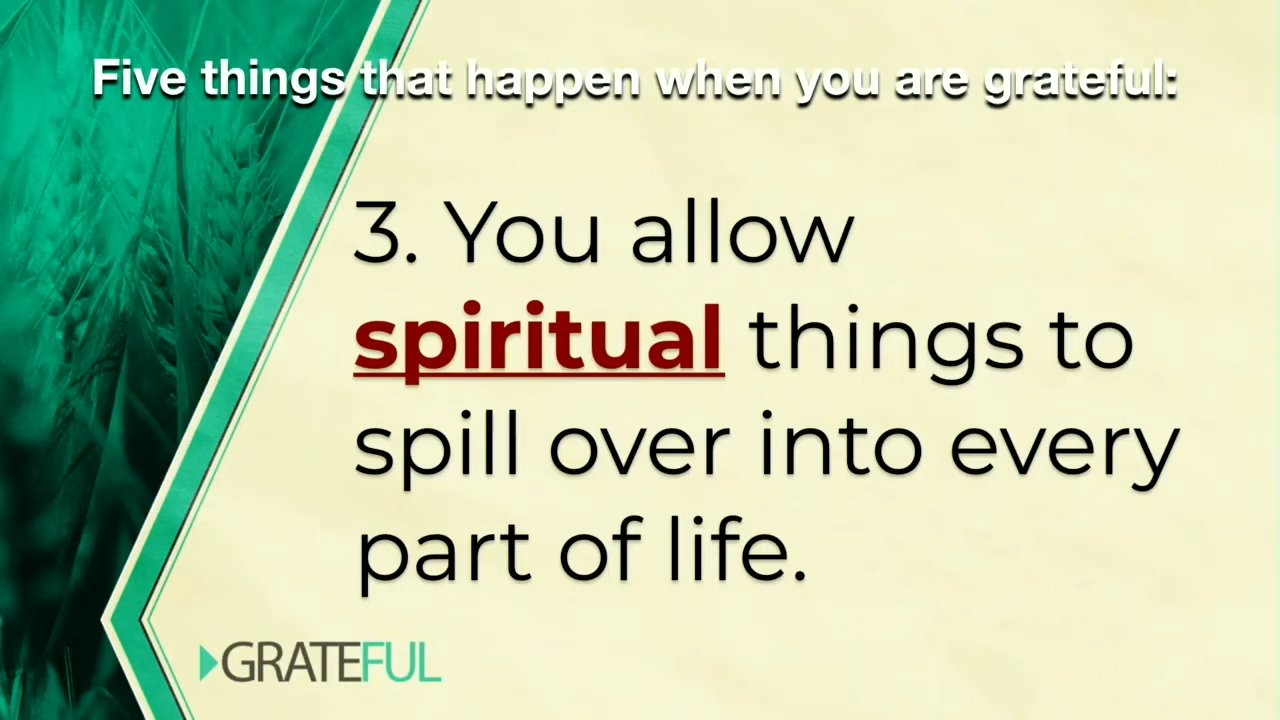 Five things that happen when you are grateful:
3. You allow
spiritual things to
spill over into every
part of life.
GRATEFUL